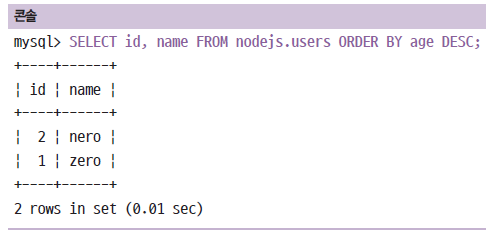 콘솔
mysql> SELECT id, name FROM nodejs.users ORDER BY age DESC;
+----+------+
¦ id ¦ name ¦
+----+------+
¦  2 ¦ nero ¦
¦  1 ¦ zero ¦
+----+------+
2 rows in set (0.01 sec)